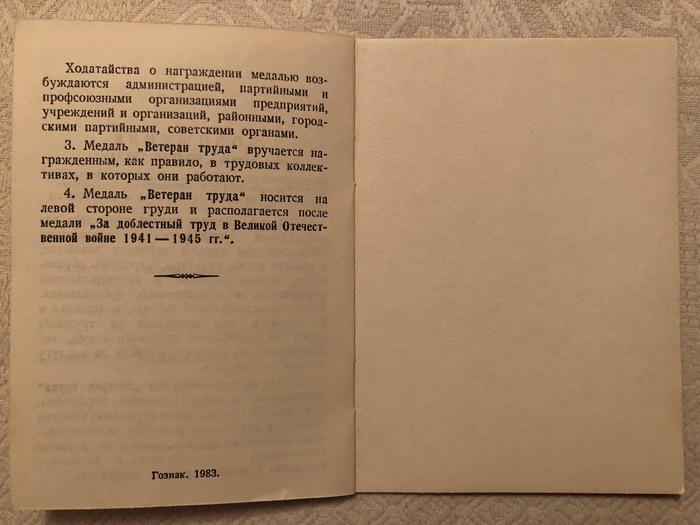 Ходатайства о награждении медалью воз-
буждаются администрацией, партийными и
профсоюзными организациями предприятий,
учреждений и организаций, районными, город-
скими партийными, советскими органами.
3. Медаль „Ветеран труда“ вручается на-
гражденным, как правило, в трудовых коллек-
тивах, в которых они работают.
4. Медаль „Ветеран труда“ носится на
левой стороне груди и располагается после
медали „За доблестный труд в Великой Отечест-
венной войне 1941 — 1945 гг.“.
Гознак. 1983.